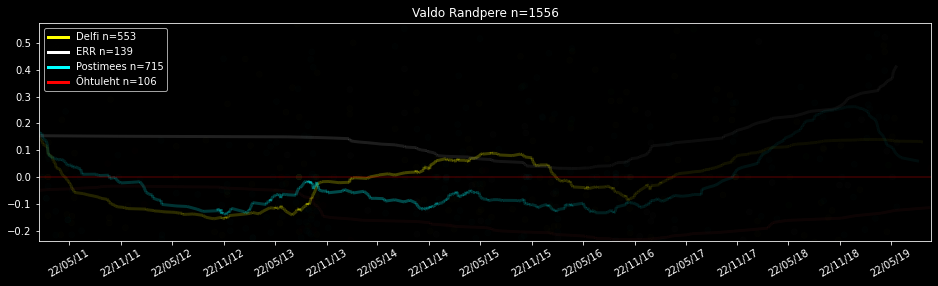 Valdo Randpere n=1556
Delfi n=553
ERR n=139
Postimees n=715
Õhtuleht n=106
0.5
0.4
0.3
0.2
0.1
0.0
−0.1
−0.2
22/05/11 22/11/11 22/05/12 22/11/12 22/05/13 22/11/13 22/05/14 22/11/14 22/05/15 22/11/15 22/05/16 22/11/16 22/05/17 22/11/17 22/05/18 22/11/18 22/05/19